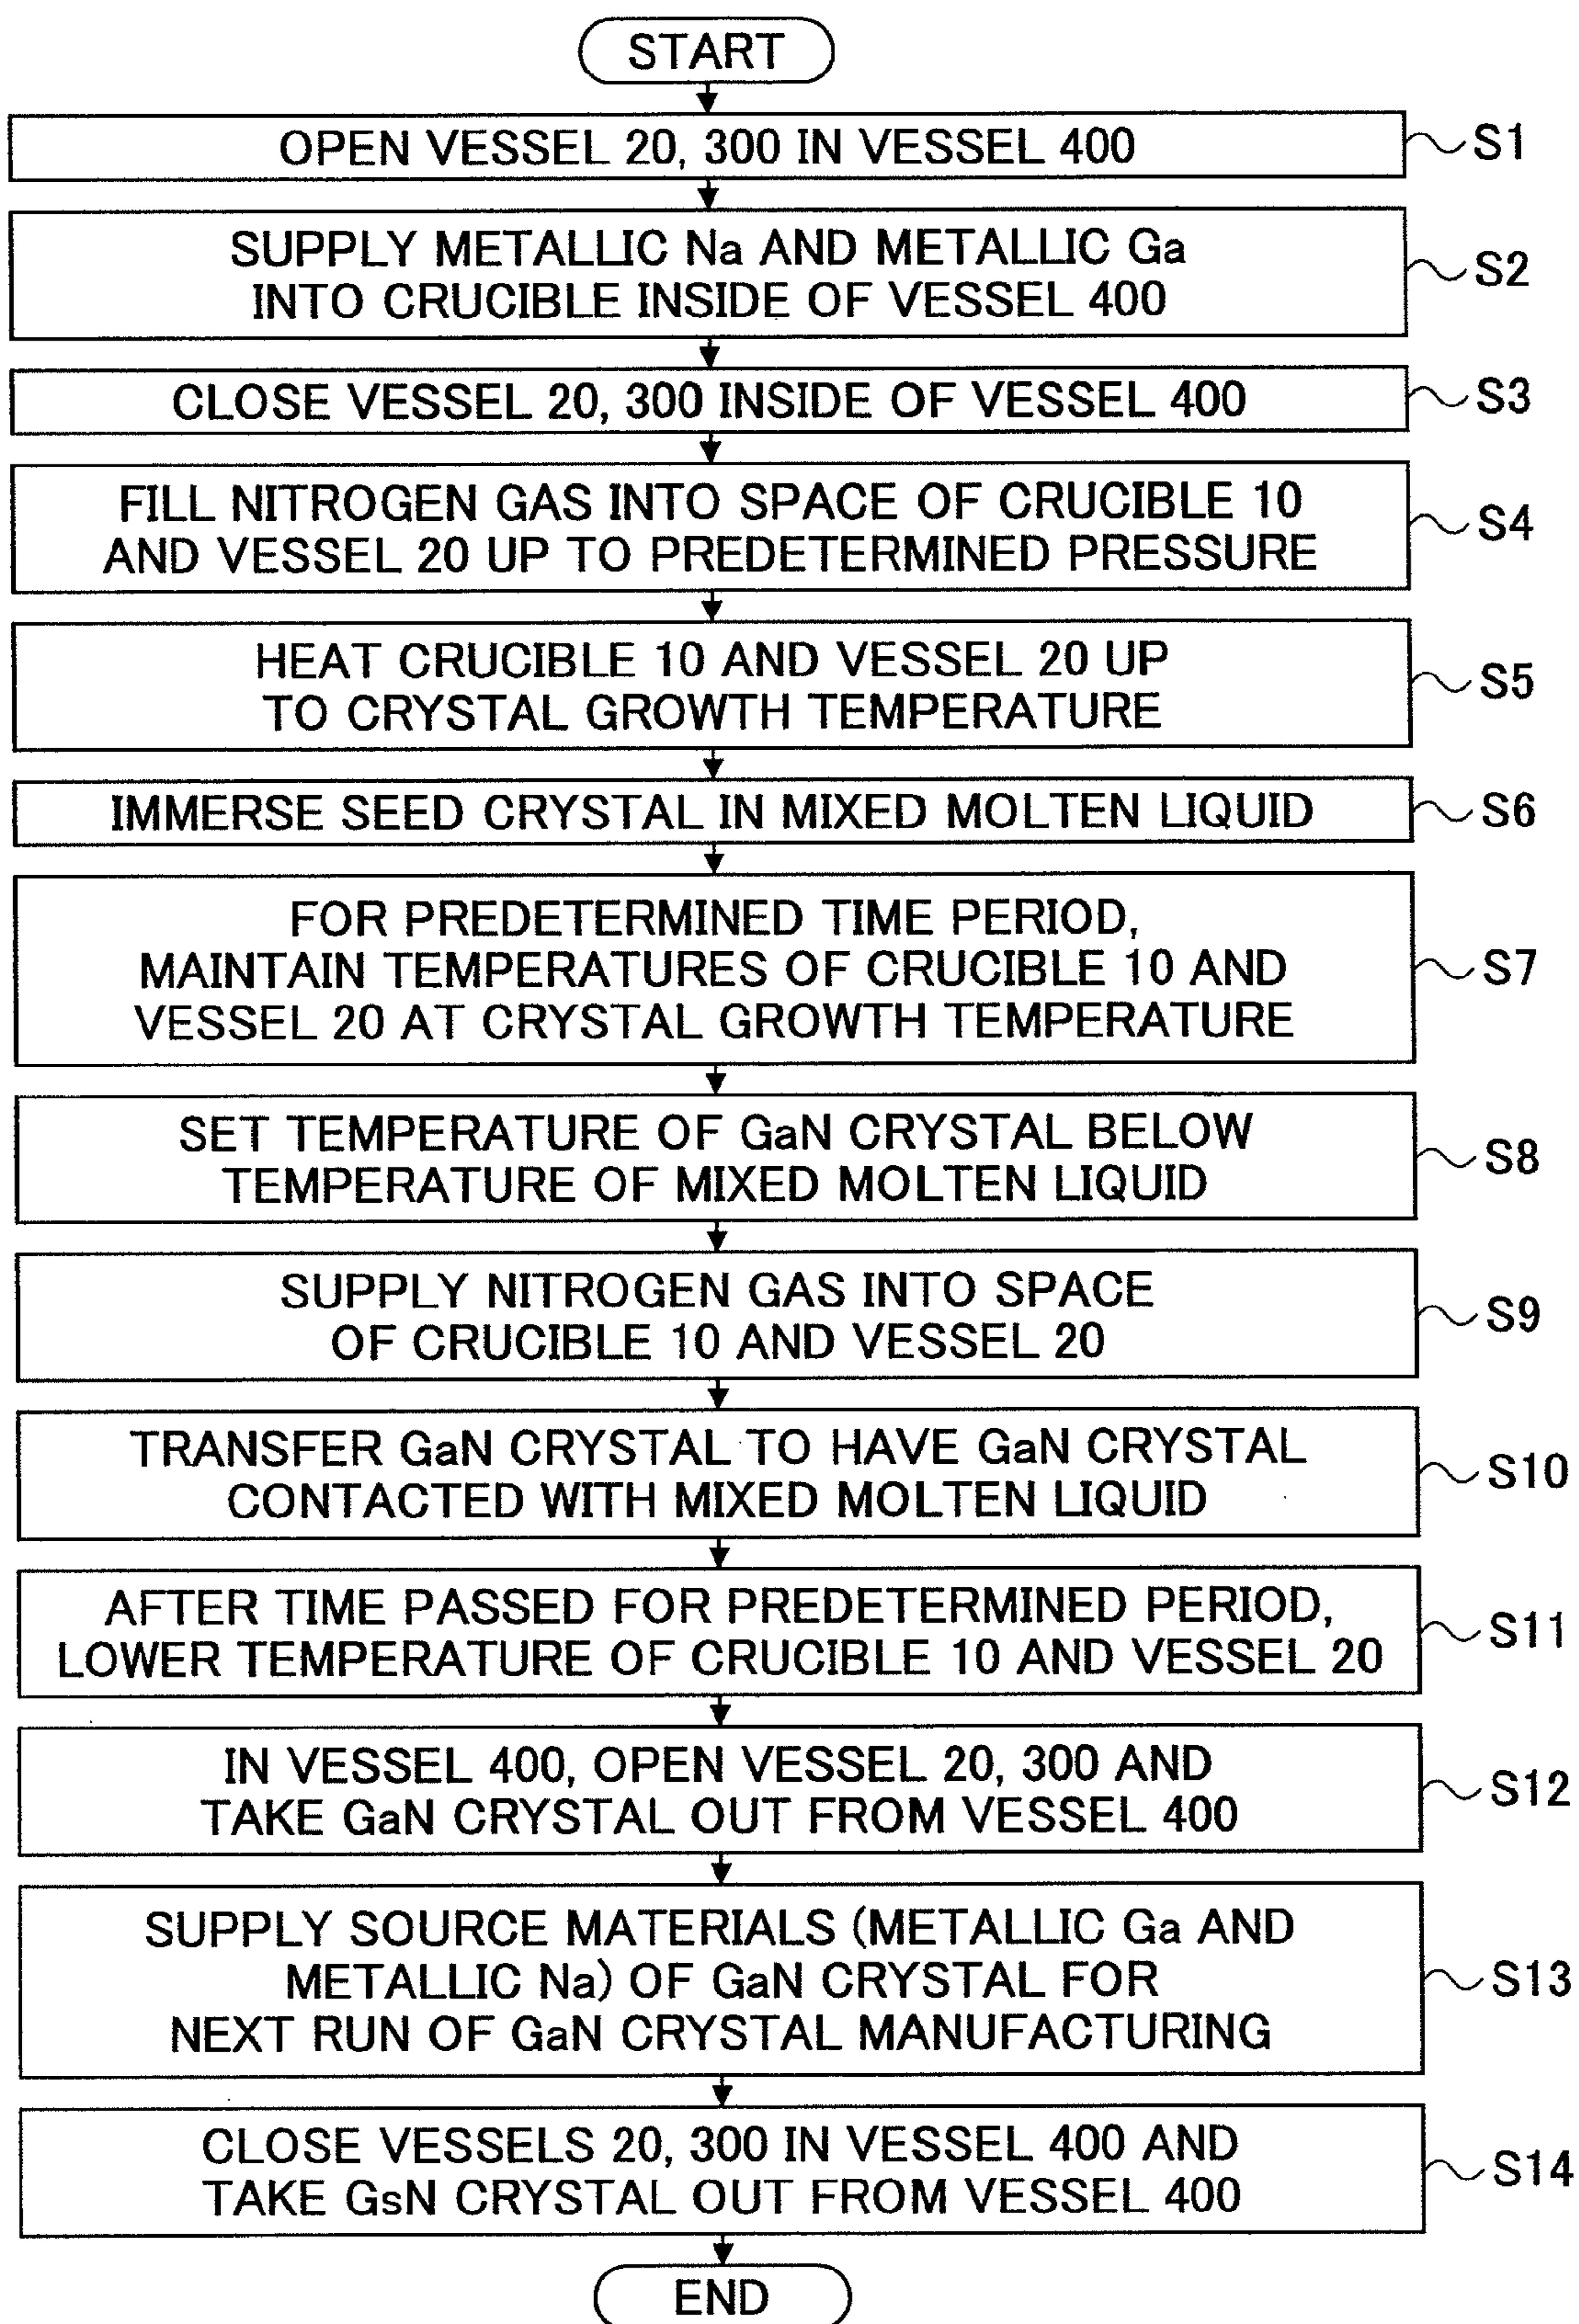 START
OPEN VESSEL 20, 300 IN VESSEL 400
S1
SUPPLY METALLIC Na AND METALLIC Ga
INTO CRUCIBLE INSIDE OF VESSEL 400
S2
CLOSE VESSEL 20, 300 INSIDE OF VESSEL 400
S3
FILL NITROGEN GAS INTO SPACE OF CRUCIBLE 10
AND VESSEL 20 UP TO PREDETERMINED PRESSURE
S4
HEAT CRUCIBLE 10 AND VESSEL 20 UP
TO CRYSTAL GROWTH TEMPERATURE
S5
IMMERSE SEED CRYSTAL IN MIXED MOLTEN LIQUID
S6
FOR PREDETERMINED TIME PERIOD,
MAINTAIN TEMPERATURES OF CRUCIBLE 10 AND
VESSEL 20 AT CRYSTAL GROWTH TEMPERATURE
S7
SET TEMPERATURE OF GaN CRYSTAL BELOW
TEMPERATURE OF MIXED MOLTEN LIQUID
S8
SUPPLY NITROGEN GAS INTO SPACE
OF CRUCIBLE 10 AND VESSEL 20
S9
TRANSFER GaN CRYSTAL TO HAVE GaN CRYSTAL
CONTACTED WITH MIXED MOLTEN LIQUID
S10
AFTER TIME PASSED FOR PREDETERMINED PERIOD,
LOWER TEMPERATURE OF CRUCIBLE 10 AND VESSEL 20
S11
IN VESSEL 400, OPEN VESSEL 20, 300 AND
TAKE GaN CRYSTAL OUT FROM VESSEL 400
S12
SUPPLY SOURCE MATERIALS (METALLIC Ga AND
METALLIC Na) OF GaN CRYSTAL FOR
NEXT RUN OF GaN CRYSTAL MANUFACTURING
S13
CLOSE VESSELS 20, 300 IN VESSEL 400 AND
TAKE GsN CRYSTAL OUT FROM VESSEL 400
S14
END